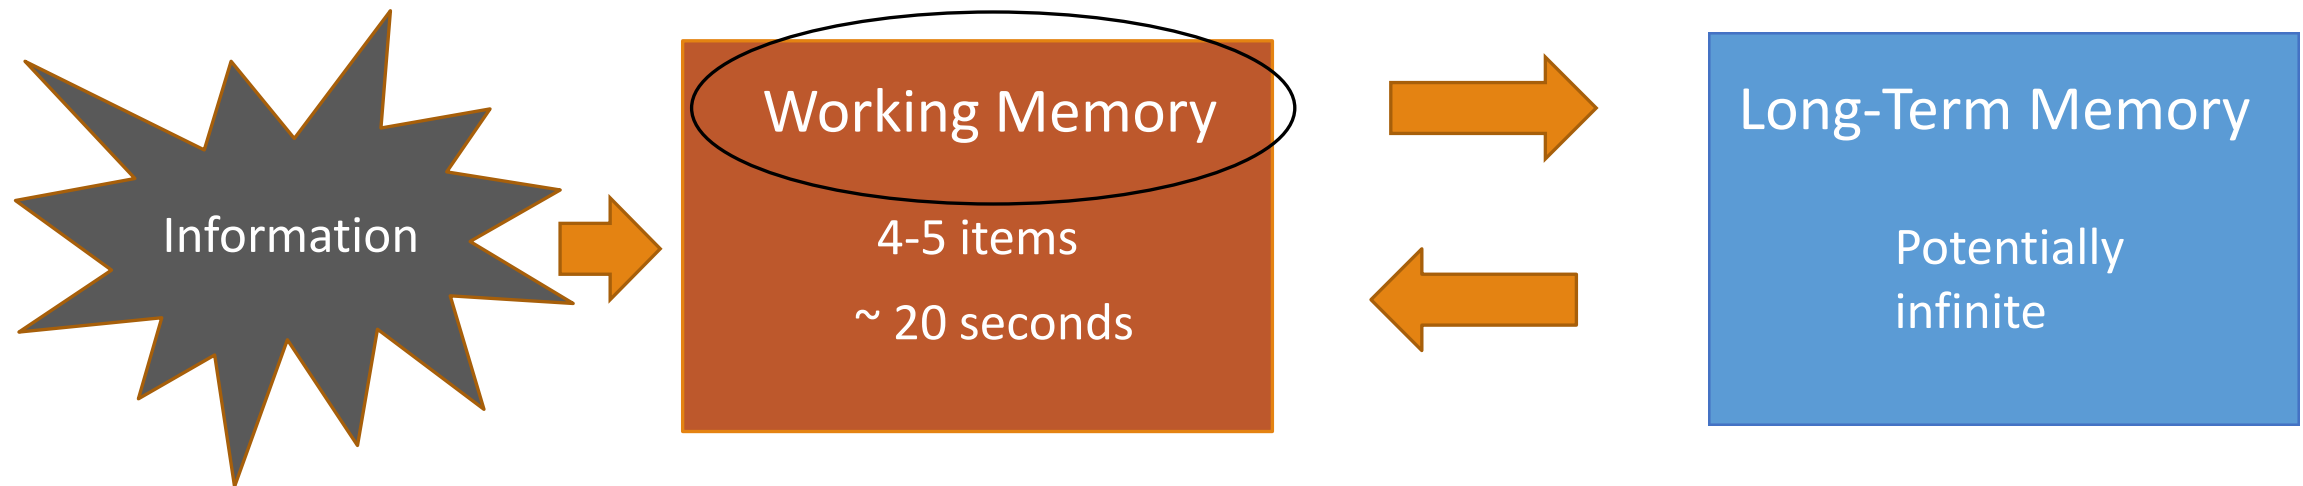 Information
Working Memory
4-5 items
~ 20 seconds
Long-Term Memory
Potentially
infinite